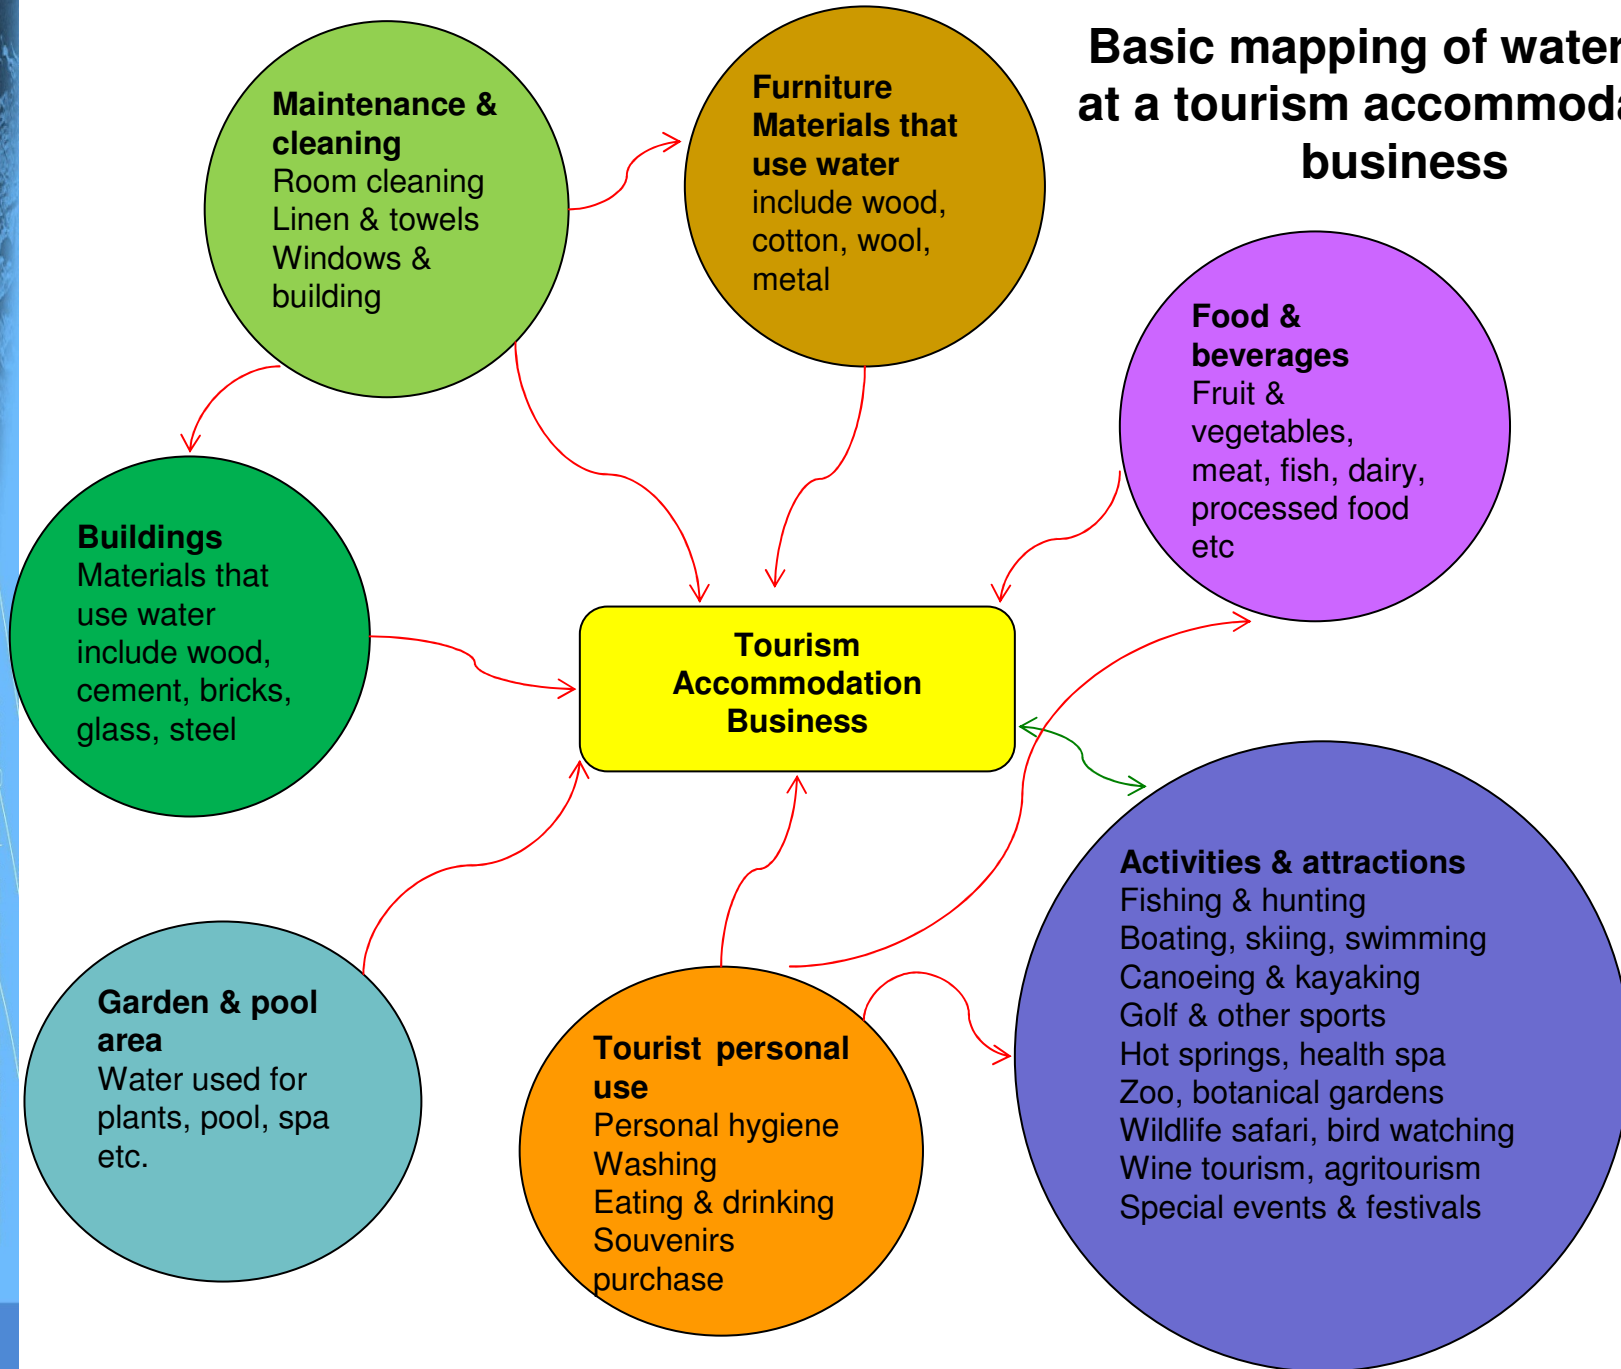 Basic mapping of water
at a tourism
business
Maintenance &
cleaning
Room cleaning
Linen & towels
Windows &
building
Furniture
Materials that
use water
include wood,
cotton, wool,
metal
Food &
beverages
Fruit &
vegetables,
meat, fish, dairy,
processed food
etc
Buildings
Materials that
use water
include wood,
cement, bricks,
glass, steel
Tourism
Accommodation
Business
Activities & attractions
Fishing & hunting
Boating, skiing, swimming
Canoeing & kayaking
Golf & other sports
Hot springs, health spa
Zoo, botanical gardens
Wildlife safari, bird watching
Wine tourism, agritourism
Special events & festivals
Garden & pool
area
Water used for
plants, pool, spa
etc.
Tourist personal
use
Personal hygiene
Washing
Eating & drinking
Souvenirs
purchase